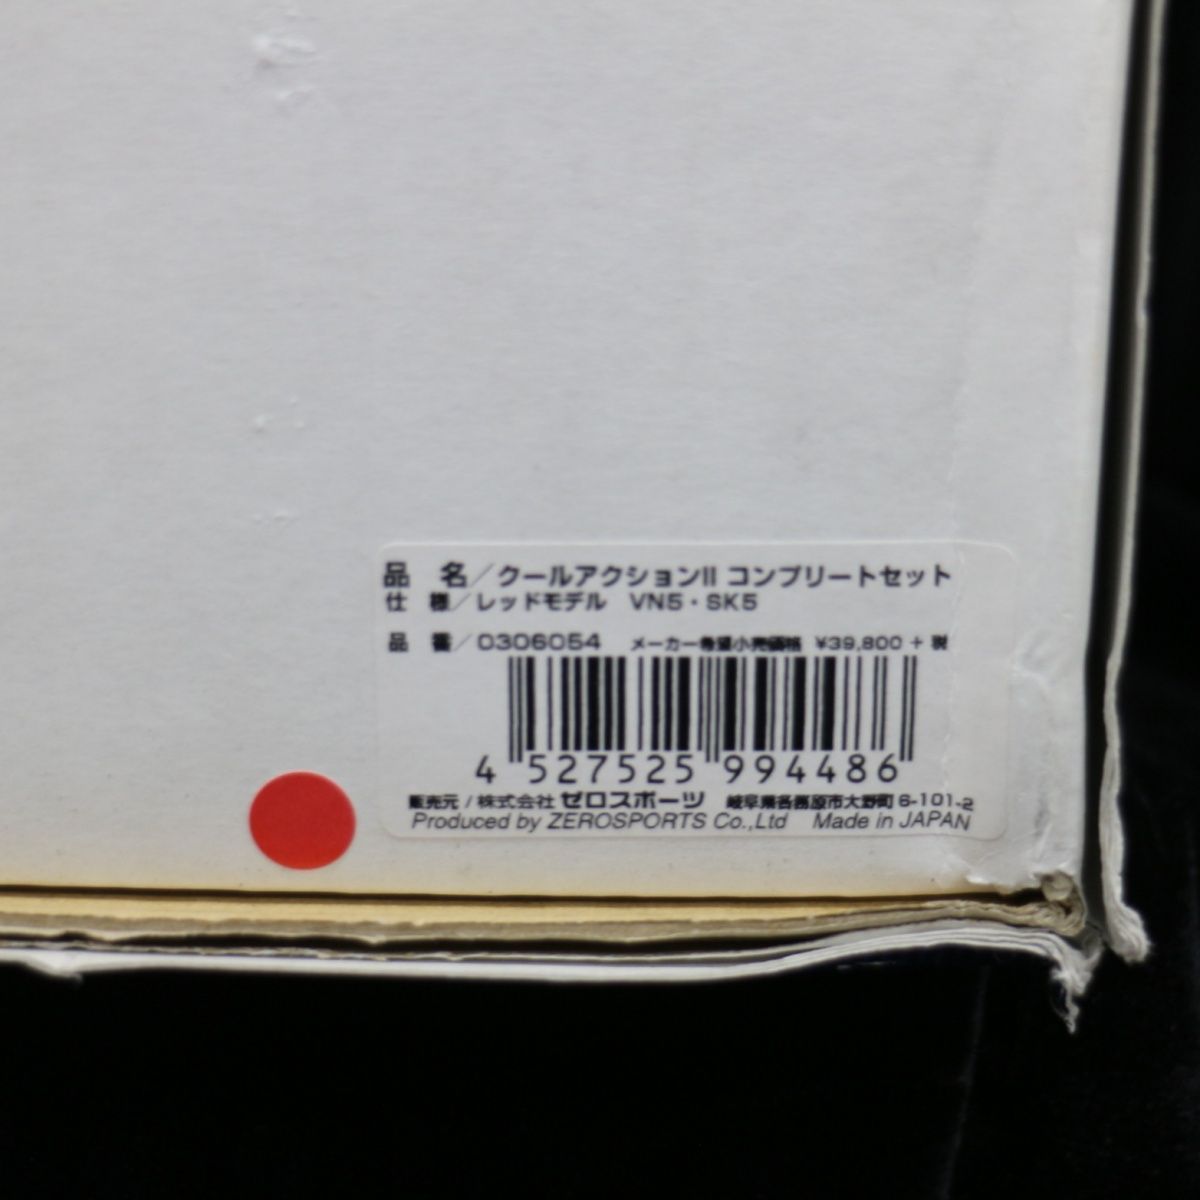 品 名/クールアクションII コンプリートセット
仕 様/レッドモデル VN5・SK5
品 番/0306054 メーカー希望小売価格 ¥39,800 + 税
4 527525 994486
販売元/株式会社 ゼロスポーツ 岐阜県各務原市大野町 6-101-2
Produced by ZEROSPORTS Co.,Ltd Made in JAPAN